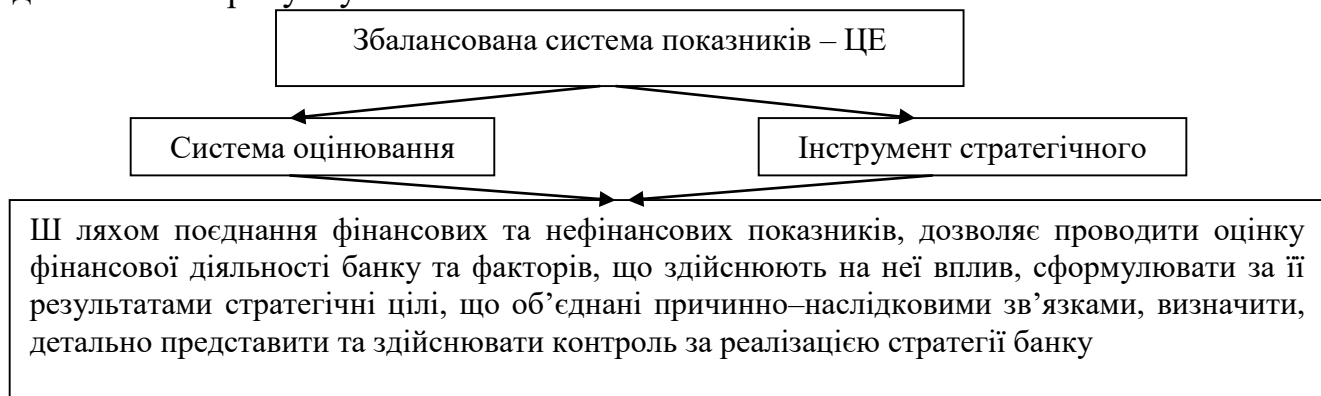 Збалансована система показників – ЦЕ
Система оцінювання
Інструмент стратегічного
Ш ляхом поєднання фінансових та нефінансових показників, дозволяє проводити оцінку
фінансової діяльності банку та факторів, що здійснюють на неї вплив, сформулювати за її
результатами стратегічні цілі, що об’єднані причинно–наслідковими зв’язками, визначити,
детально представити та здійснювати контроль за реалізацією стратегії банку